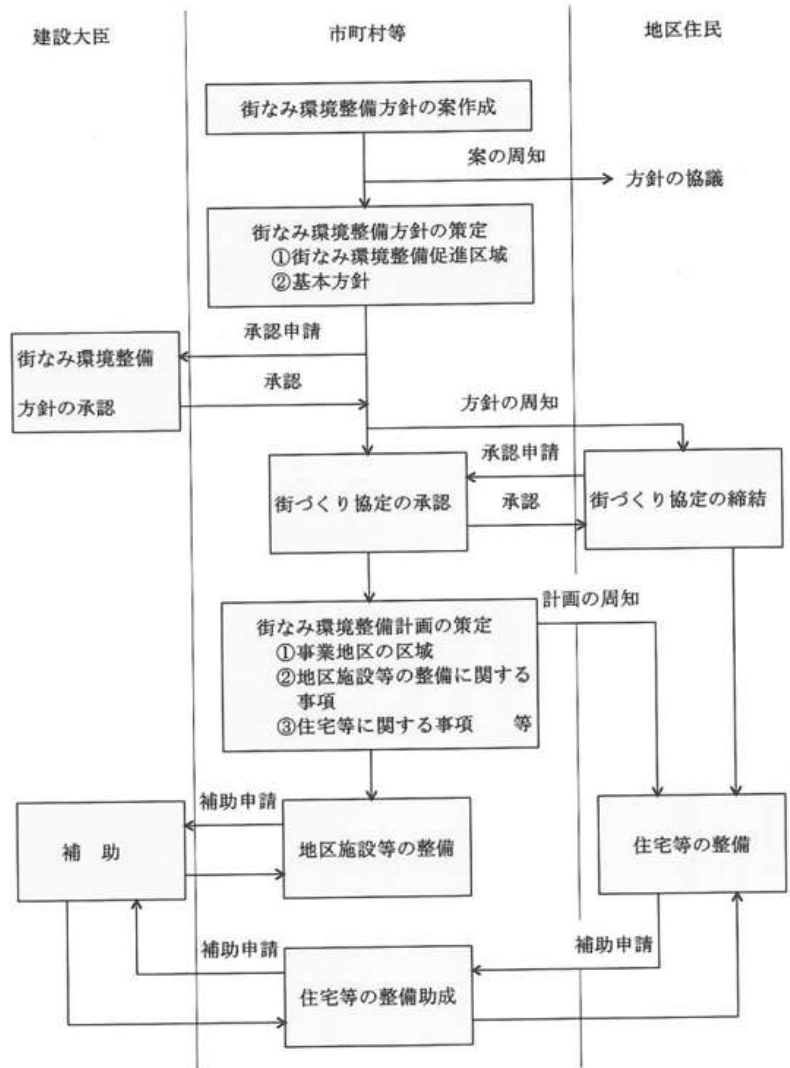 建設大臣
市町村等
地区住民
街なみ環境整備方針の案作成
案の周知
方針の協議
街なみ環境整備方針の策定
①街なみ環境整備促進区域
②基本方針
承認申請
街なみ環境整備
方針の承認
承認
方針の周知
承認申請
街づくり協定の承認
承認
街づくり協定の締結
計画の周知
街なみ環境整備計画の策定
①事業地区の区域
②地区施設等の整備に関する
事項
③住宅等に関する事項 等
補助申請
補 助
地区施設等の整備
住宅等の整備
補助申請
補助申請
住宅等の整備助成